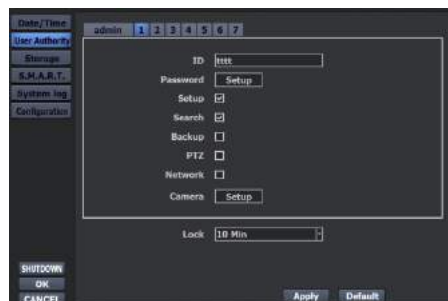 Date/Time
User Authority
Storage
S.M.A.R.T.
System log
Configuration
SHUTDOWN
OK
CANCEL
admin 1 2 3 4 5 6 7
ID tttt
Password Setup
Setup
Search
Backup
PTZ
Network
Camera Setup
Lock 10 Min
Apply Default